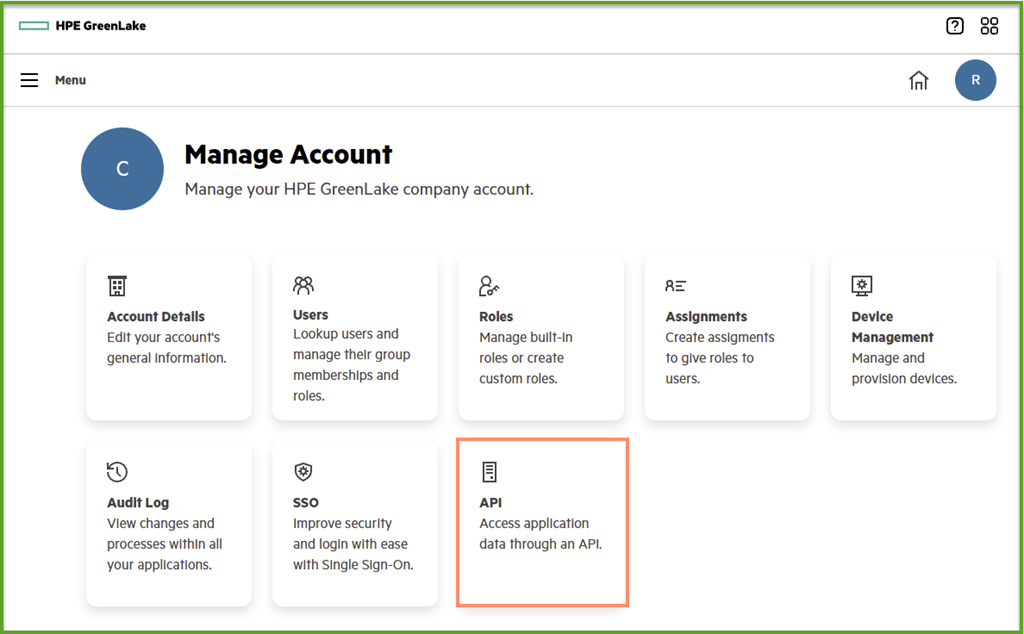 HPE GreenLake
?
Menu
R
C
Manage Account
Manage your HPE GreenLake company account.
Account Details
Edit your account's
general information.
Users
Lookup users and
manage their group
memberships and
roles.
Roles
Manage built-in
roles or create
custom roles.
Assignments
Create assigments
to give roles to
users.
Device
Management
Manage and
provision devices.
Audit Log
View changes and
processes within all
your applications.
SSO
Improve security
and login with ease
with Single Sign-On.
API
Access application
data through an API.